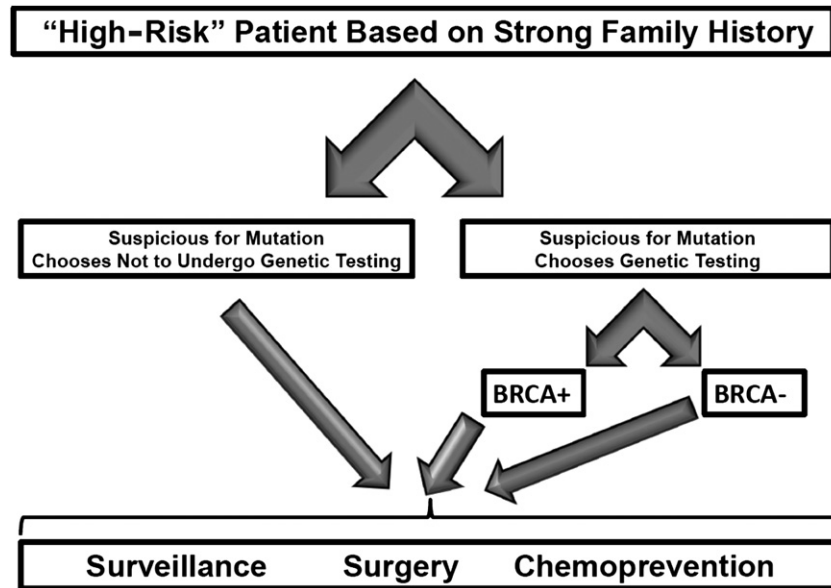 “High-Risk” Patient Based on Strong Family History
Suspicious for Mutation
Chooses Not to Undergo Genetic Testing
Suspicious for Mutation
Chooses Genetic Testing
BRCA+
BRCA-
Surveillance Surgery Chemoprevention